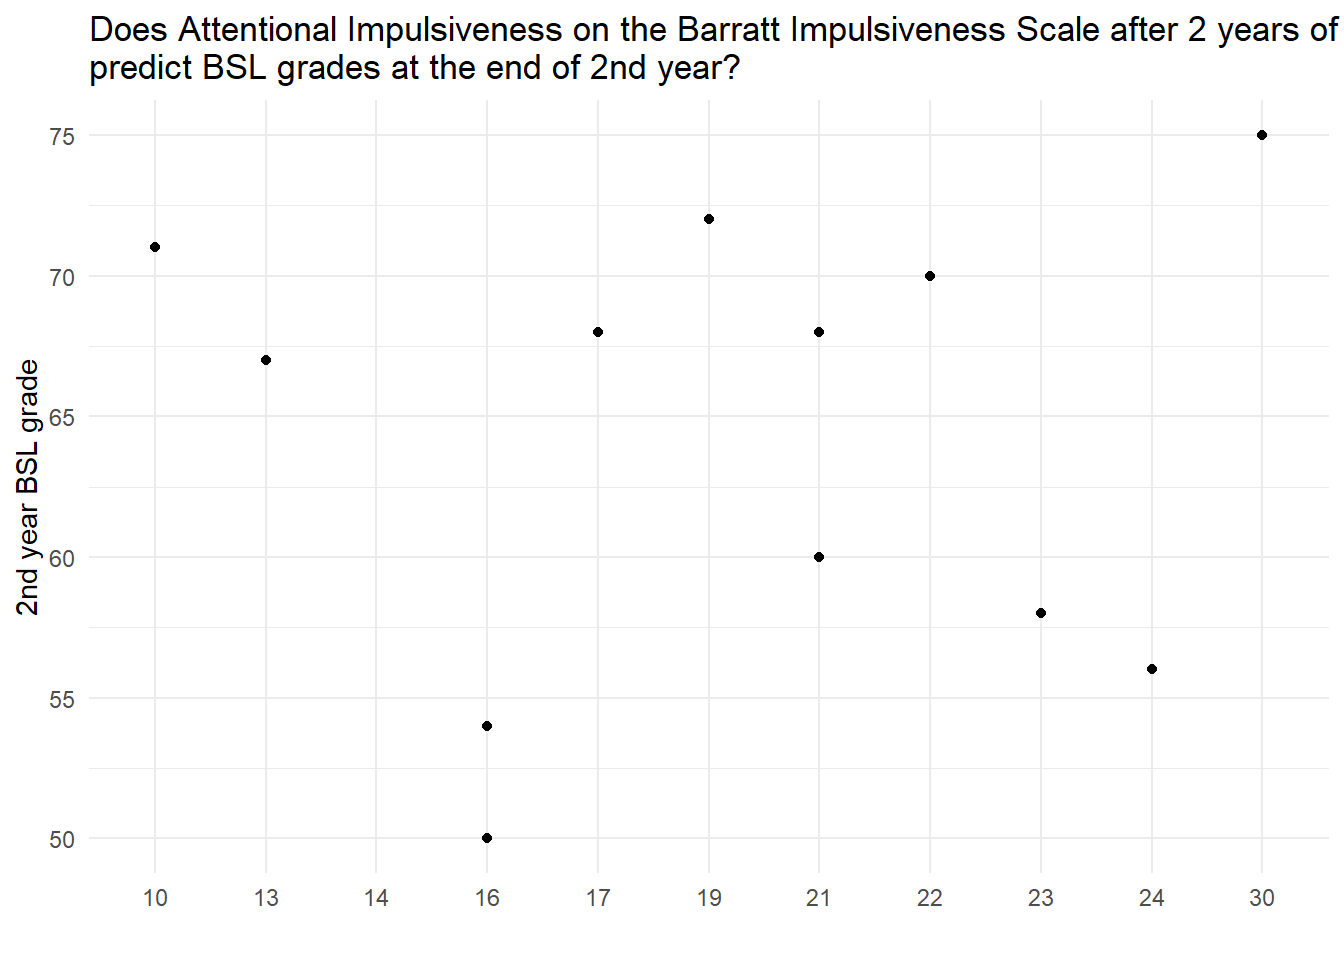 Does Attentional Impulsiveness on the Barratt Impulsiveness Scale after 2 years of
predict BSL grades at the end of 2nd year?
75
70
65
60
55
50
2nd year BSL grade
10 13 14 16 17 19 21 22 23 24 30